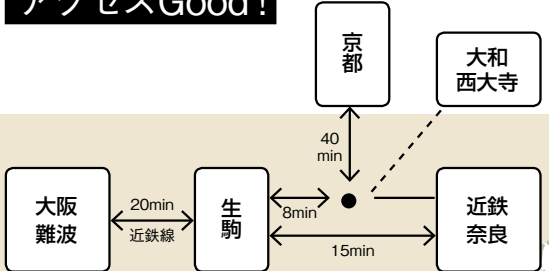 アクセスGood!
京都
大和
西大寺
40
min
大阪
難波
20min
近鉄線
生駒
8min
15min
近鉄
奈良